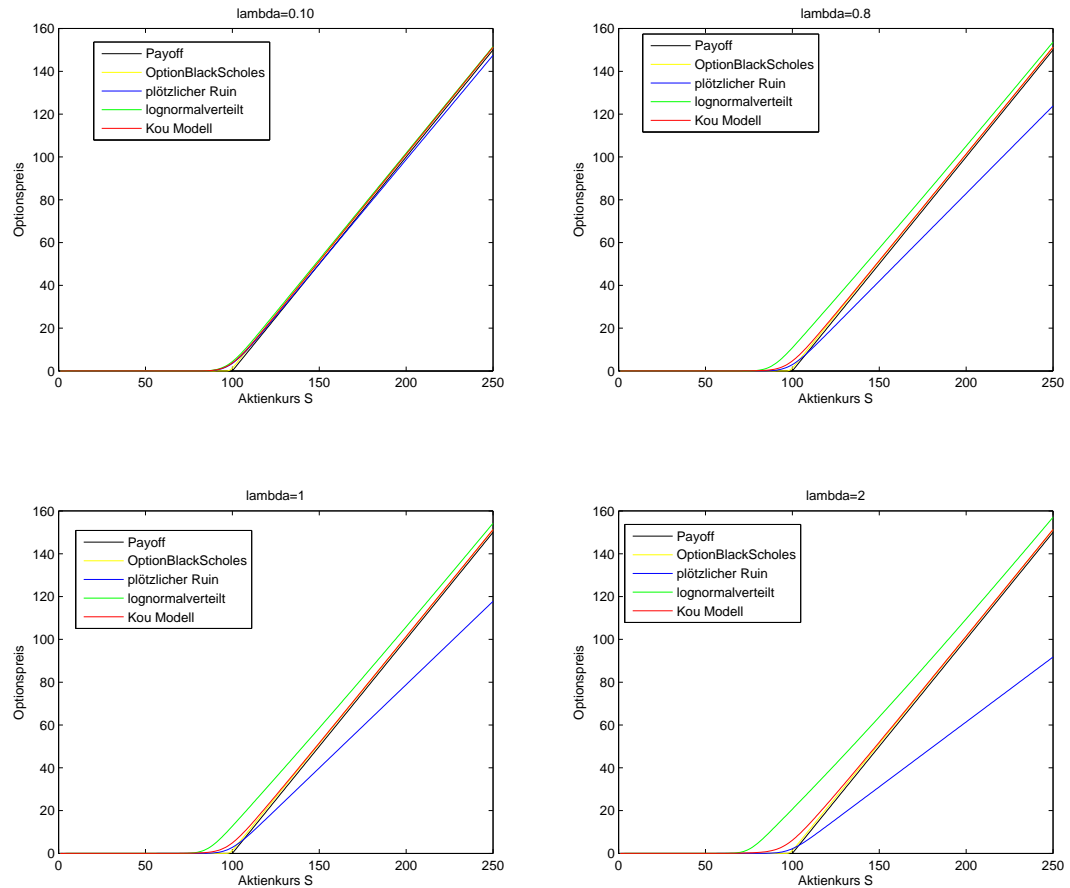 lambda=0.10
160
140
120
100
80
60
40
20
0
Optionspreis
Payoff
OptionBlackScholes
plötzlicher Ruin
lognormalverteilt
Kou Modell
0 50 100 150 200 250
Aktienkurs S
lambda=0.8
160
140
120
100
80
60
40
20
0
Optionspreis
Payoff
OptionBlackScholes
plötzlicher Ruin
lognormalverteilt
Kou Modell
0 50 100 150 200 250
Aktienkurs S
lambda=1
160
140
120
100
80
60
40
20
0
Optionspreis
Payoff
OptionBlackScholes
plötzlicher Ruin
lognormalverteilt
Kou Modell
0 50 100 150 200 250
Aktienkurs S
lambda=2
160
140
120
100
80
60
40
20
0
Optionspreis
Payoff
OptionBlackScholes
plötzlicher Ruin
lognormalverteilt
Kou Modell
0 50 100 150 200 250
Aktienkurs S